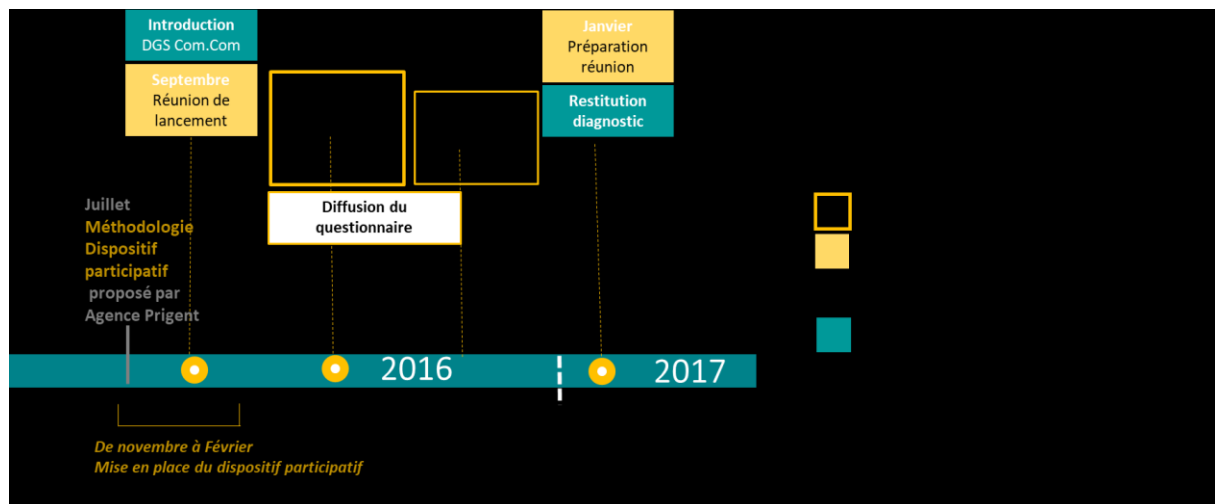 Introduction
DGS Com.Com
Septembre
Réunion de
lancement
Janvier
Préparation
réunion
Restitution
diagnostic
Diffusion du
questionnaire
Juillet
Méthodologie
Dispositif
participatif
proposé par
Agence Prigent
2016
2017
De novembre à Février
Mise en place du dispositif participatif